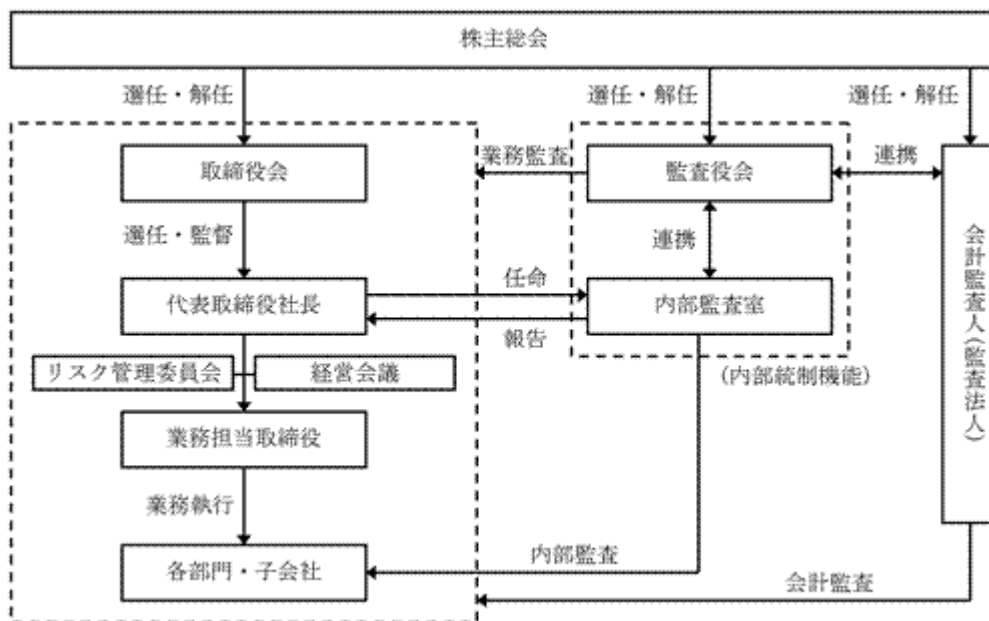 株主総会
選任・解任
選任・解任
選任・解任
取締役会
業務監査
監査役会
連携
選任・監督
連携
代表取締役社長
任命
報告
内部監査室
リスク管理委員会
経営会議
(内部統制機能)
会計監査人(監査法人)
業務担当取締役
業務執行
各部門・子会社
内部監査
会計監査